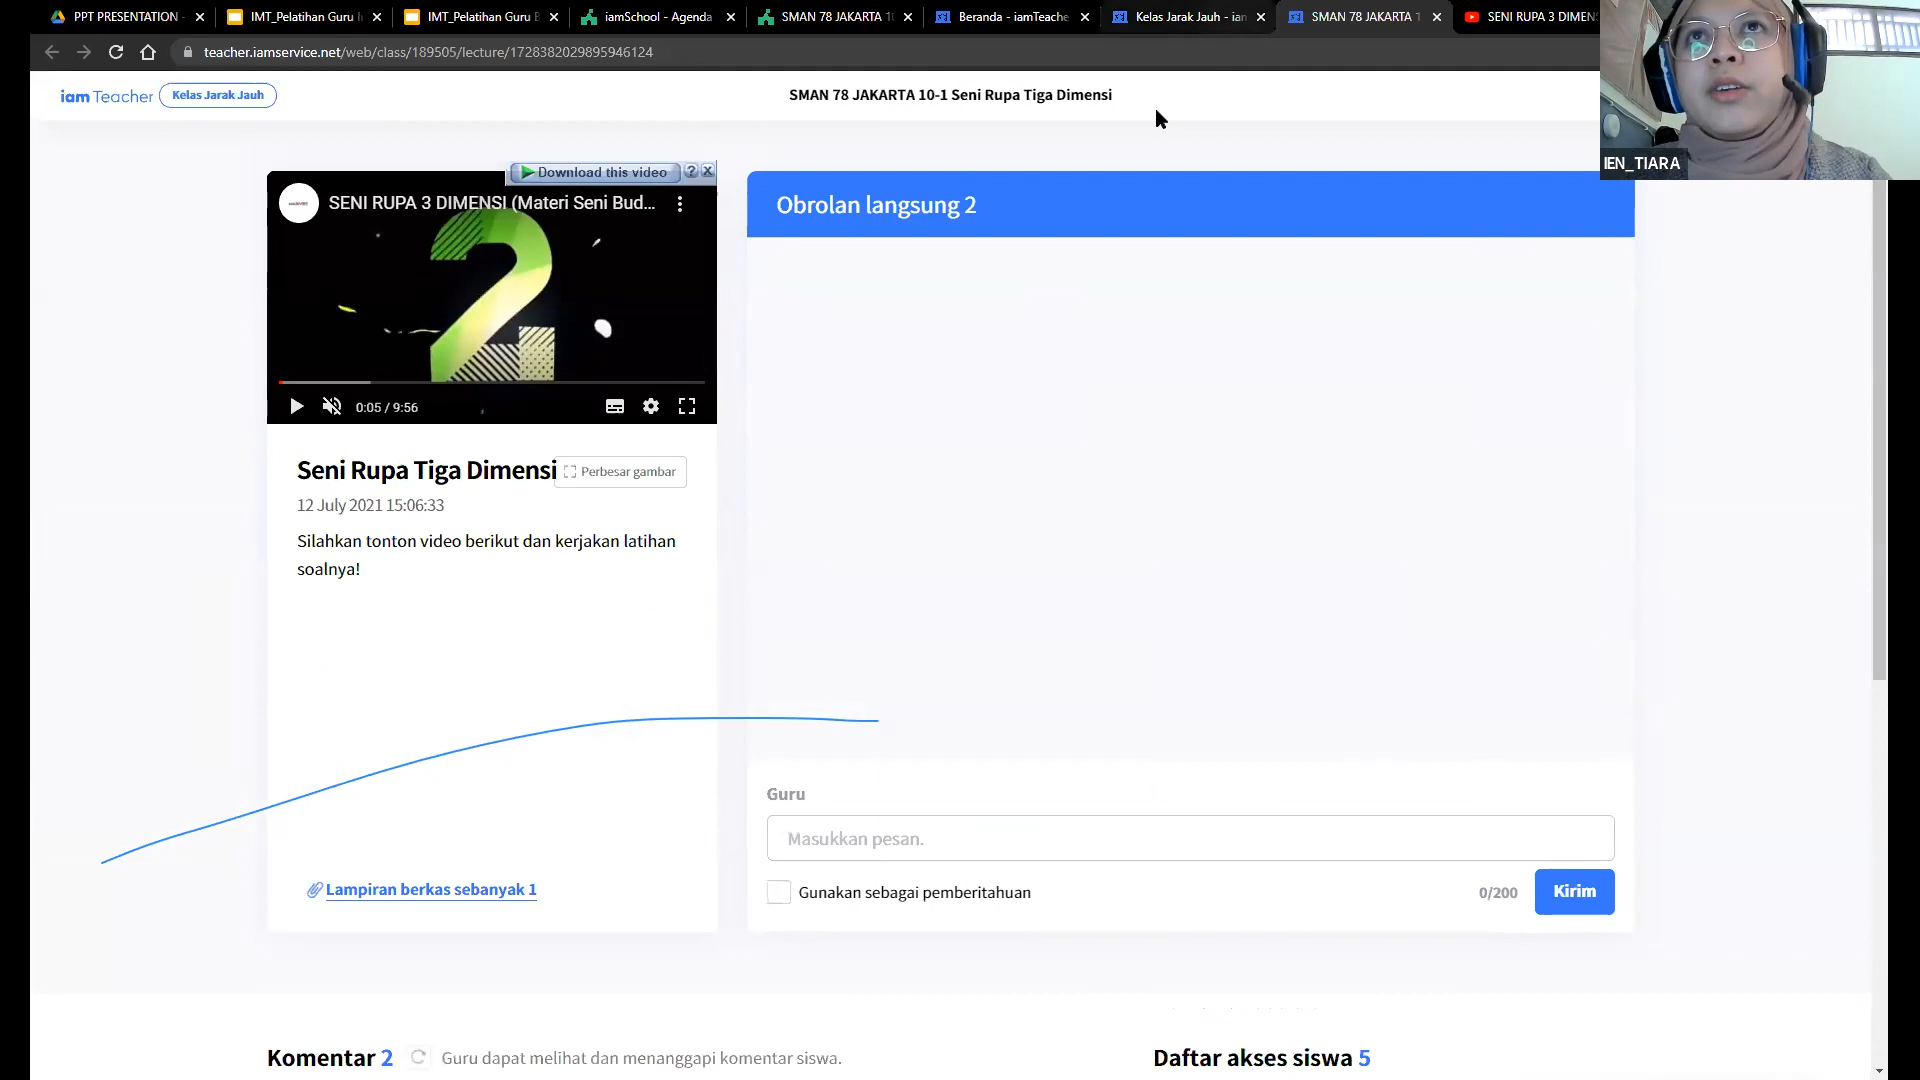 PPT PRESENTATION -
IMT_Pelatihan Guru I
IMT_Pelatihan Guru B
iamSchool - Agenda
SMAN 78 JAKARTA 10
Beranda - iamTeache
Kelas Jarak Jauh - ian
SMAN 78 JAKARTA 1
SENI RUPA 3 DIMENS
teacher.iamservice.net/web/class/189505/lecture/1728382029895946124
iam Teacher
Kelas Jarak Jauh
SMAN 78 JAKARTA 10-1 Seni Rupa Tiga Dimensi
IEN_TIARA
Download this video
?
SENI RUPA 3 DIMENSI (Materi Seni Bud...
2
0:05 / 9:56
Seni Rupa Tiga Dimensi
Perbesar gambar
12 July 2021 15:06:33
Silahkan tonton video berikut dan kerjakan latihan
soalnya!
Lampiran berkas sebanyak 1
Obrolan langsung 2
Guru
Masukkan pesan.
Gunakan sebagai pemberitahuan
0/200
Kirim
Komentar 2
Guru dapat melihat dan menanggapi komentar siswa.
Daftar akses siswa 5